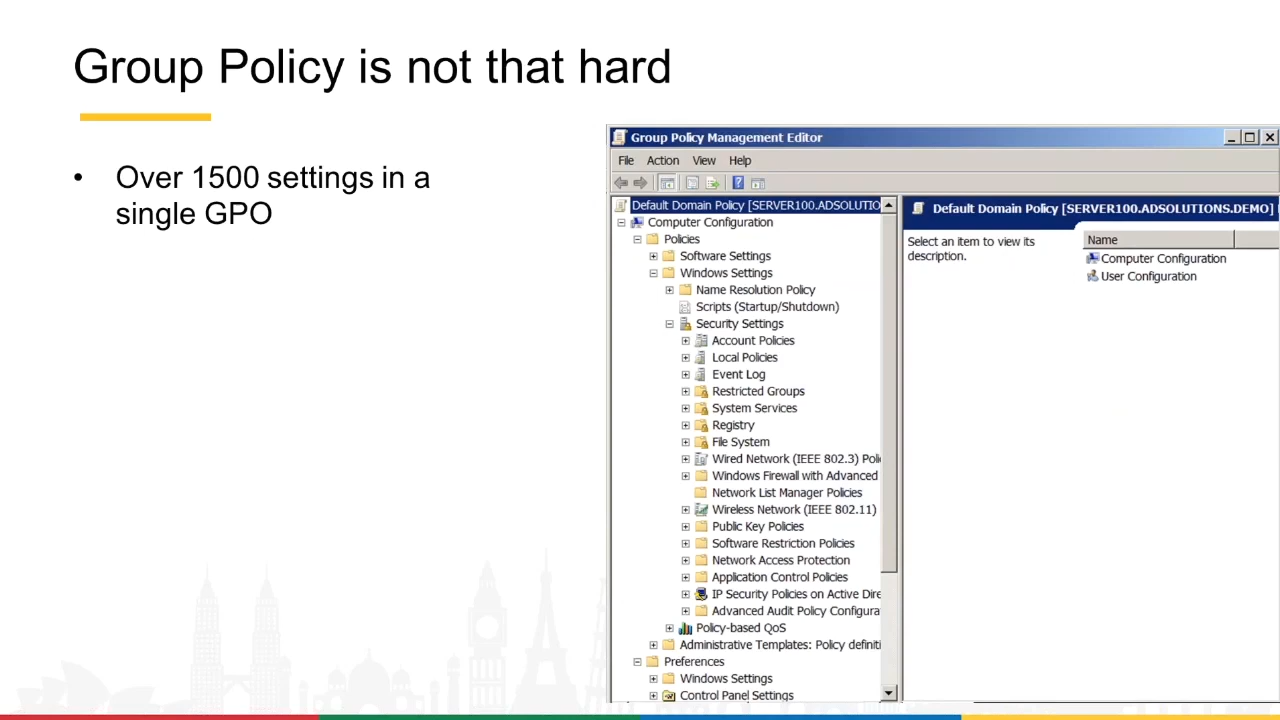 Group Policy is not that hard
• Over 1500 settings in a
single GPO
Group Policy Management Editor
File Action View Help
Default Domain Policy [SERVER100.ADSOLUTIO
Computer Configuration
Policies
Software Settings
Windows Settings
Name Resolution Policy
Scripts (Startup/Shutdown)
Security Settings
Account Policies
Local Policies
Event Log
Restricted Groups
System Services
Registry
File System
Wired Network (IEEE 802.3) Poli
Windows Firewall with Advanced
Network List Manager Policies
Wireless Network (IEEE 802.11)
Public Key Policies
Software Restriction Policies
Network Access Protection
Application Control Policies
IP Security Policies on Active Dire
Advanced Audit Policy Configura
Policy-based QoS
Administrative Templates: Policy definiti
Preferences
Windows Settings
Control Panel Settings
Default Domain Policy [SERVER100.ADSOLUTIONS.DEMO]
Select an item to view its
description.
Name
Computer Configuration
User Configuration